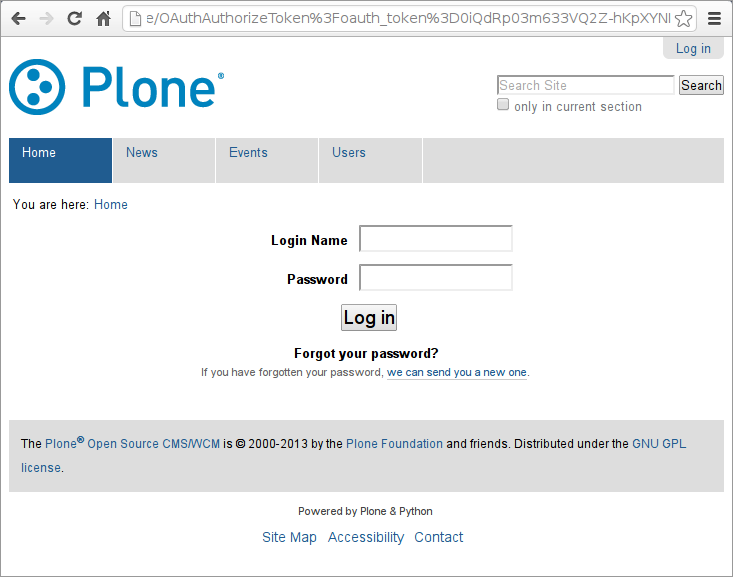 e/OAuthAuthorizeToken%3Foauth_token%3D0iQdRp03m633VQ2Z-hKpXYNI
Log in
Plone®
Search Site
Search
only in current section
Home
News
Events
Users
You are here: Home
Login Name
Password
Log in
Forgot your password?
If you have forgotten your password, we can send you a new one.
The Plone® Open Source CMS/WCM is © 2000-2013 by the Plone Foundation and friends. Distributed under the GNU GPL
license.
Powered by Plone & Python
Site Map Accessibility Contact